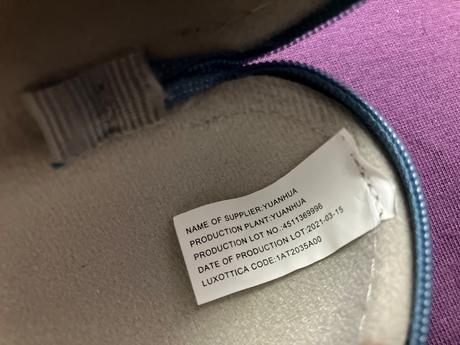 NAME OF SUPPLIER:YUANHUA
PRODUCTION PLANT:YUANHUA
PRODUCTION LOT NO.:4511369996
DATE OF PRODUCTION LOT:2021-03-15
LUXOTTICA CODE:1AT2035A00